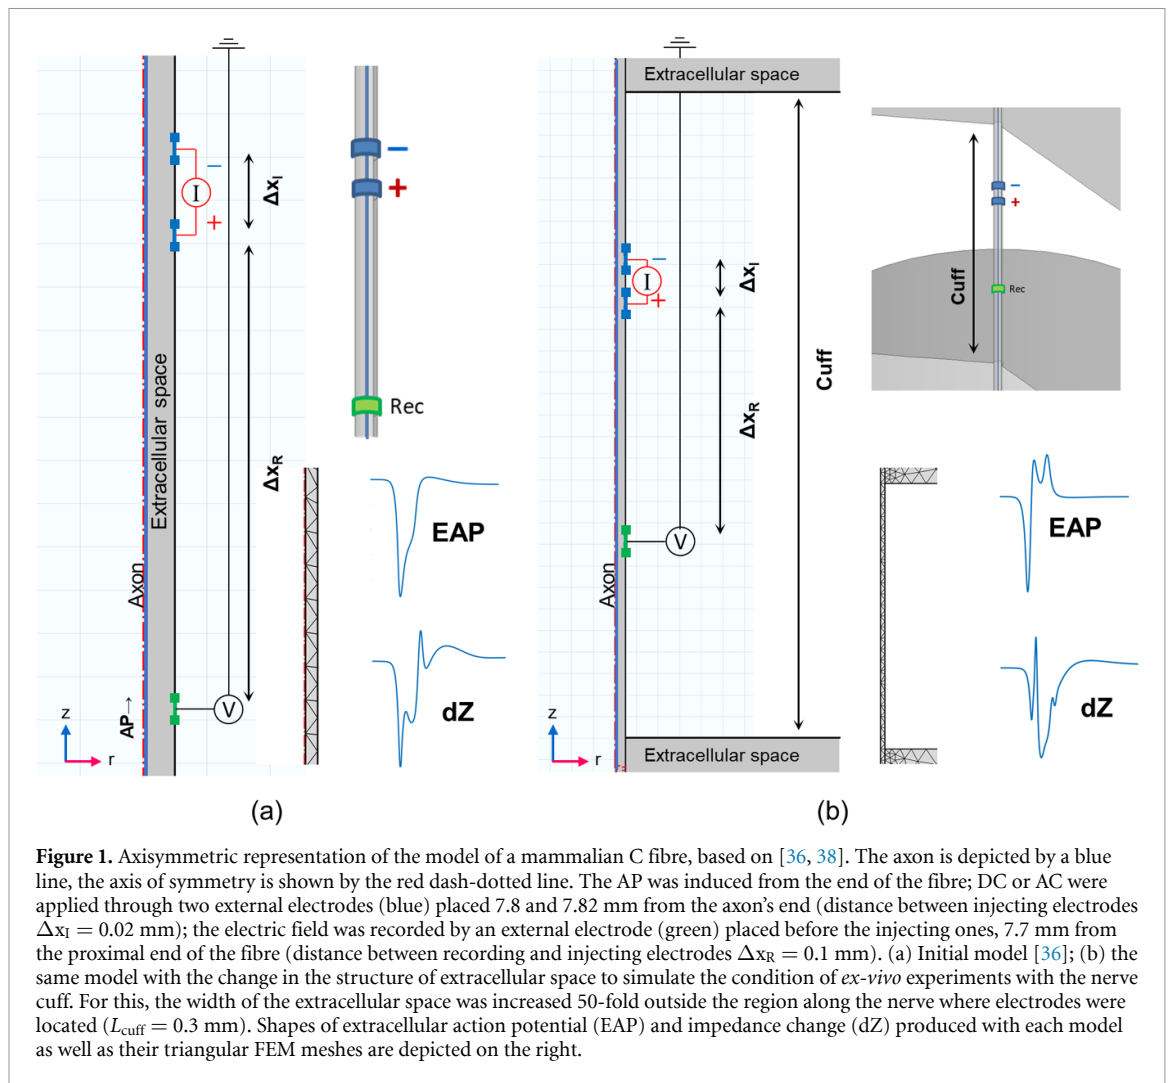 I
−
+
Δx_I
Δx_R
Extracellular space
Axon
AP→
V
z
r
−
+
Rec
EAP
dZ
(a)
Extracellular space
I
−
+
Δx_I
Δx_R
Cuff
Axon
V
z
r
Extracellular space
−
+
Cuff
Rec
EAP
dZ
(b)
Figure 1. Axisymmetric representation of the model of a mammalian C fibre, based on [36, 38]. The axon is depicted by a blue
line, the axis of symmetry is shown by the red dash-dotted line. The AP was induced from the end of the fibre; DC or AC were
applied through two external electrodes (blue) placed 7.8 and 7.82 mm from the axon's end (distance between injecting electrodes
Δx_I = 0.02 mm); the electric field was recorded by an external electrode (green) placed before the injecting ones, 7.7 mm from
the proximal end of the fibre (distance between recording and injecting electrodes Δx_R = 0.1 mm). (a) Initial model [36]; (b) the
same model with the change in the structure of extracellular space to simulate the condition of ex-vivo experiments with the nerve
cuff. For this, the width of the extracellular space was increased 50-fold outside the region along the nerve where electrodes were
located (L_cuff = 0.3 mm). Shapes of extracellular action potential (EAP) and impedance change (dZ) produced with each model
as well as their triangular FEM meshes are depicted on the right.